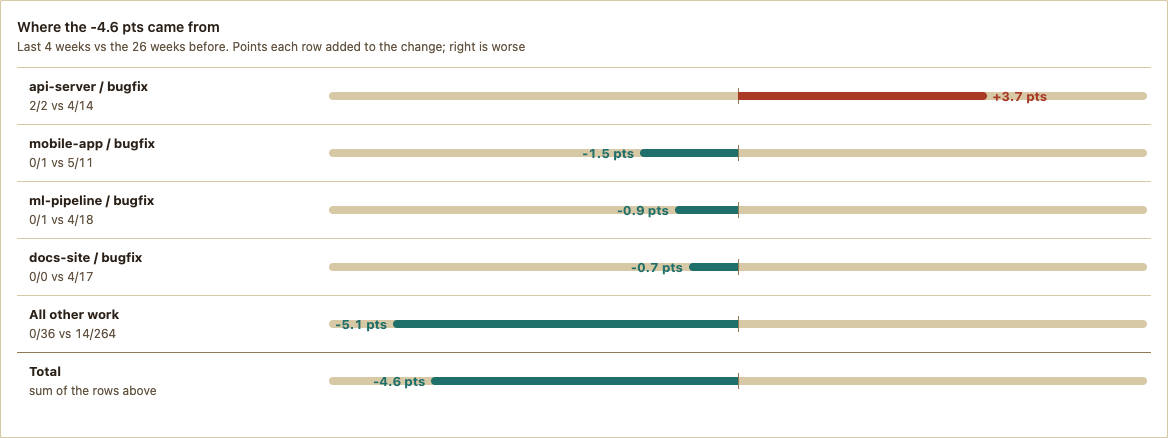 Where the -4.6 pts came from
Last 4 weeks vs the 26 weeks before. Points each row added to the change; right is worse
api-server / bugfix
2/2 vs 4/14
+3.7 pts
mobile-app / bugfix
0/1 vs 5/11
-1.5 pts
ml-pipeline / bugfix
0/1 vs 4/18
-0.9 pts
docs-site / bugfix
0/0 vs 4/17
-0.7 pts
All other work
0/36 vs 14/264
-5.1 pts
Total
sum of the rows above
-4.6 pts